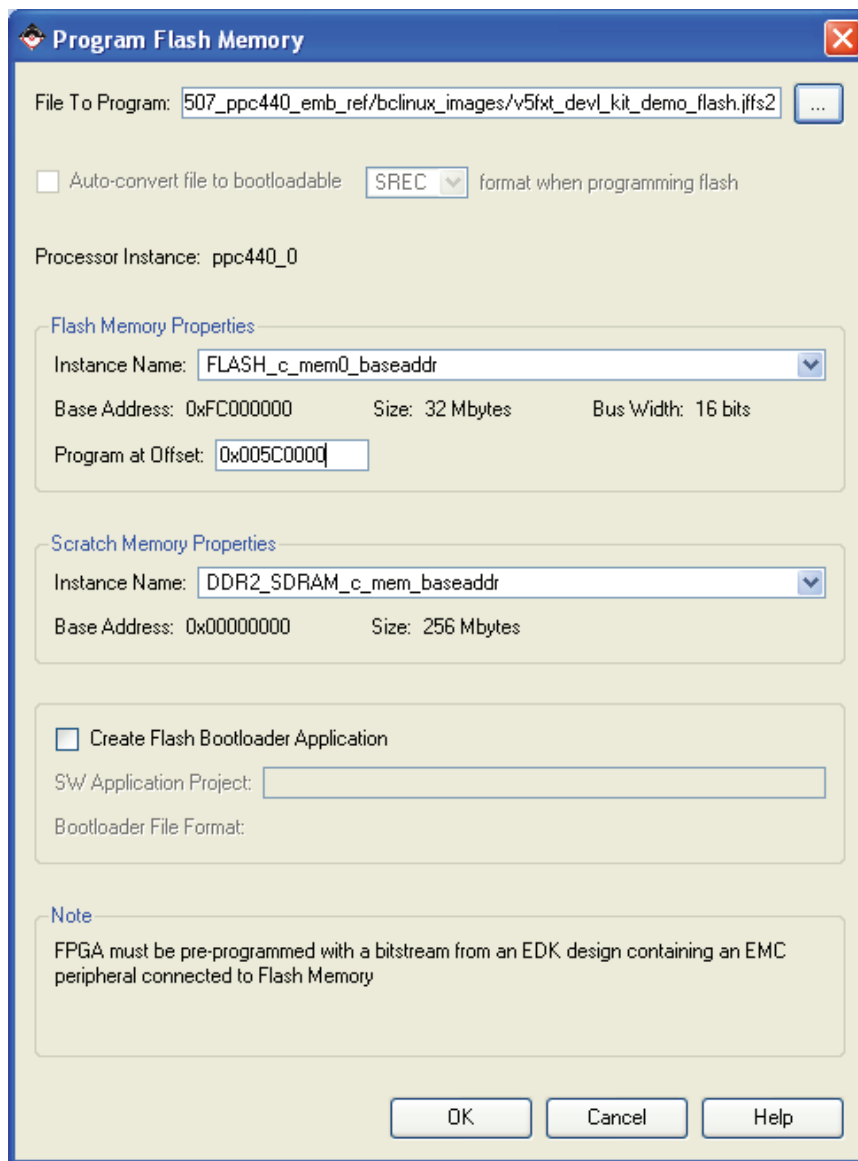 Program Flash Memory
File To Program: 507_ppc440_emb_ref/bclinux_images/v5fxt_devl_kit_demo_flash.jffs2 ...
Auto-convert file to bootloadable SREC format when programming flash
Processor Instance: ppc440_0
Flash Memory Properties
Instance Name: FLASH_c_mem0_baseaddr
Base Address: 0xFC000000 Size: 32 Mbytes Bus Width: 16 bits
Program at Offset: 0x005C0000
Scratch Memory Properties
Instance Name: DDR2_SDRAM_c_mem_baseaddr
Base Address: 0x00000000 Size: 256 Mbytes
Create Flash Bootloader Application
SW Application Project:
Bootloader File Format:
Note
FPGA must be pre-programmed with a bitstream from an EDK design containing an EMC
peripheral connected to Flash Memory
OK Cancel Help